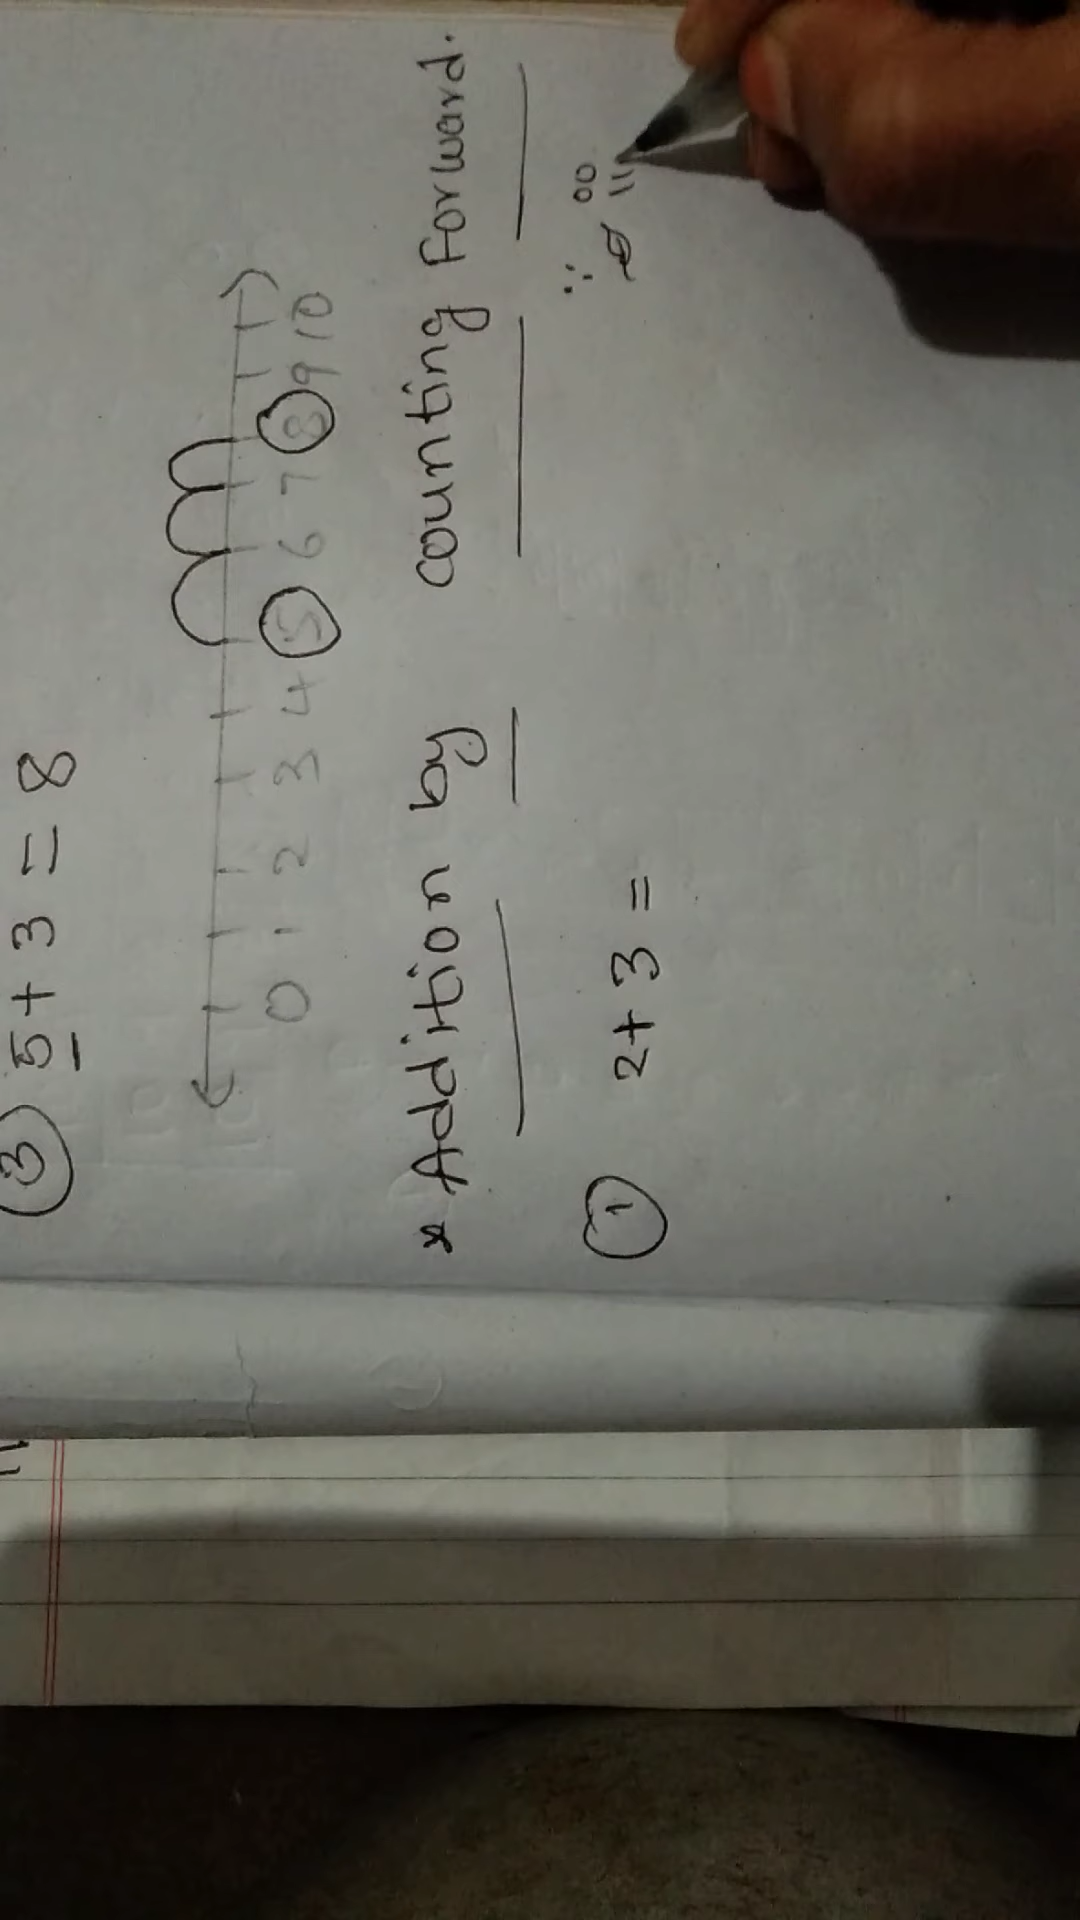 ③ 5 + 3 = 8
0 1 2 3 4 5 6 7 8 9 10
* Addition by counting forward.
① 2 + 3 =